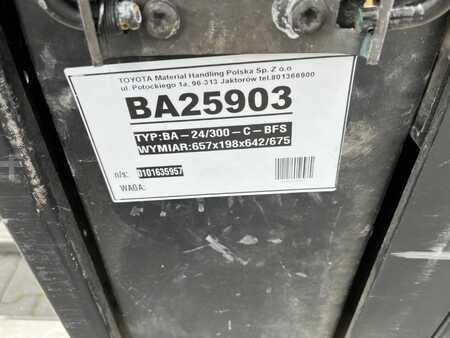 TOYOTA Material Handling Polska Sp. Z o.o
ul. Potockiego 1a, 96-313 Jaktorów tel.801366900
BA25903
TYP:BA-24/300-C-BFS
WYMIAR:657x198x642/675
n/s: 0101635957
WAGA: